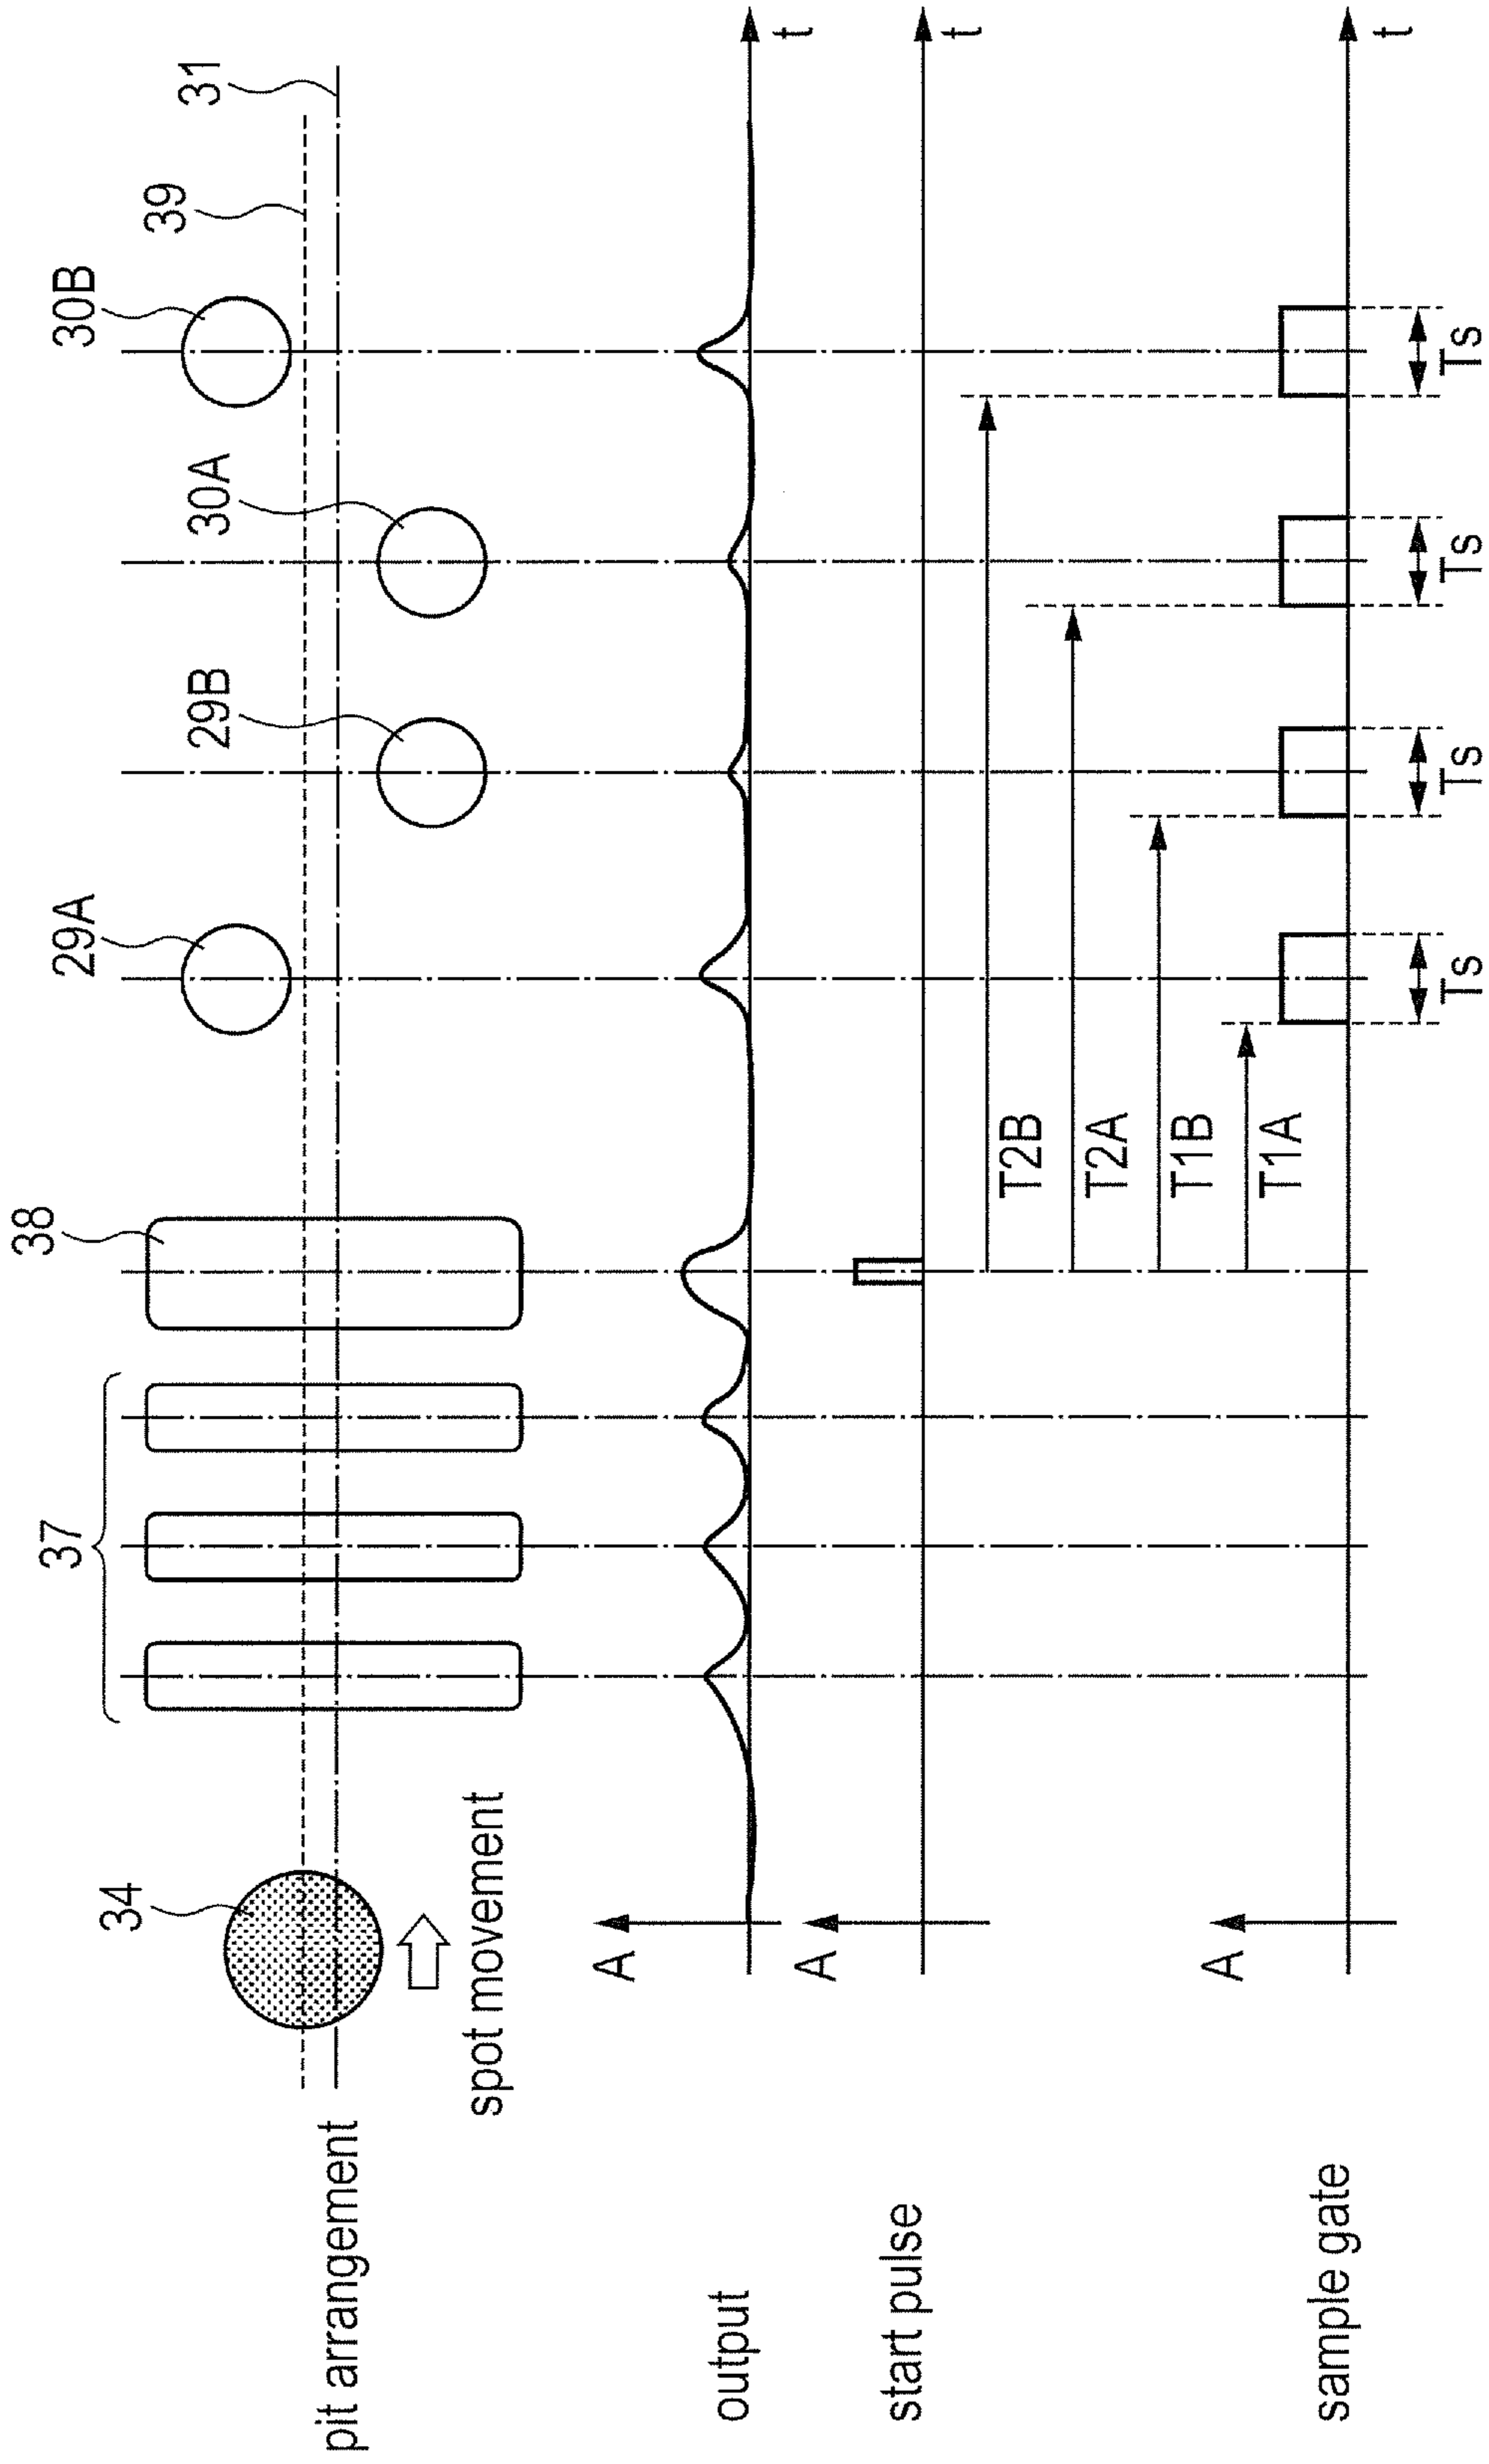 pit arrangement
34
spot movement
37
38
29A
29B
30A
30B
39
31
output
A
t
start pulse
A
t
T2B
T2A
T1B
T1A
sample gate
A
t
Ts
Ts
Ts
Ts